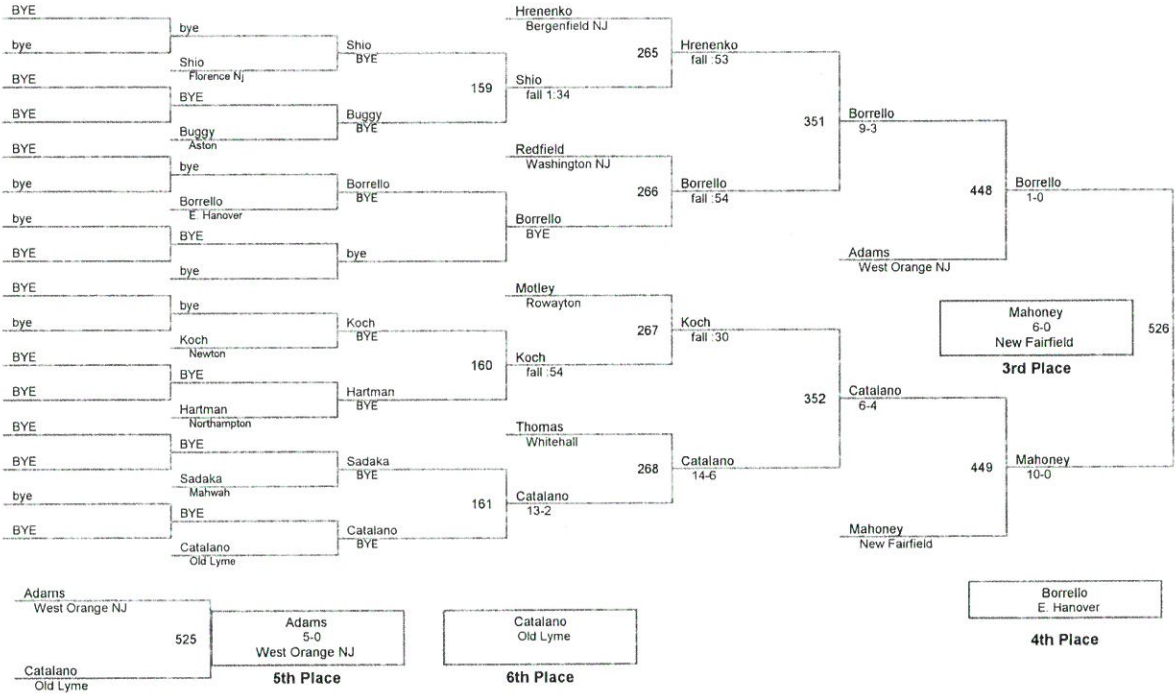 BYE
bye
BYE
BYE
BYE
bye
bye
BYE
BYE
bye
BYE
BYE
BYE
BYE
bye
BYE
bye
Shio
Florence Nj
BYE
Buggy
Aston
bye
Borrello
E. Hanover
BYE
bye
bye
Koch
Newton
BYE
Hartman
Northampton
BYE
Sadaka
Mahwah
BYE
Catalano
Old Lyme
Shio
BYE
159
Buggy
BYE
Borrello
BYE
bye
Koch
BYE
160
Hartman
BYE
Sadaka
BYE
161
Catalano
BYE
Hrenenko
Bergenfield NJ
265
Shio
fall 1:34
Redfield
Washington NJ
266
Borrello
BYE
Motley
Rowayton
267
Koch
fall :54
Thomas
Whitehall
268
Catalano
13-2
Hrenenko
fall :53
351
Borrello
fall :54
Koch
fall :30
352
Catalano
14-6
Borrello
9-3
448
Adams
West Orange NJ
Catalano
6-4
449
Mahoney
New Fairfield
Borrello
1-0
526
Mahoney
10-0
Mahoney
6-0
New Fairfield
3rd Place
Borrello
E. Hanover
4th Place
Adams
West Orange NJ
525
Catalano
Old Lyme
Adams
5-0
West Orange NJ
5th Place
Catalano
Old Lyme
6th Place